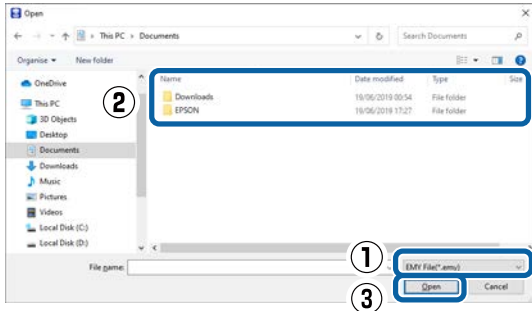 Open
This PC > Documents
Search Documents
Organise
New folder
OneDrive
This PC
3D Objects
Desktop
Documents
Downloads
Music
Pictures
Videos
Local Disk (C:)
Local Disk (D:)
②
Name Date modified Type Size
Downloads 19/06/2019 00:54 File folder
EPSON 19/06/2019 17:27 File folder
①
File name:
EMY File(*.emy)
③
Open
Cancel